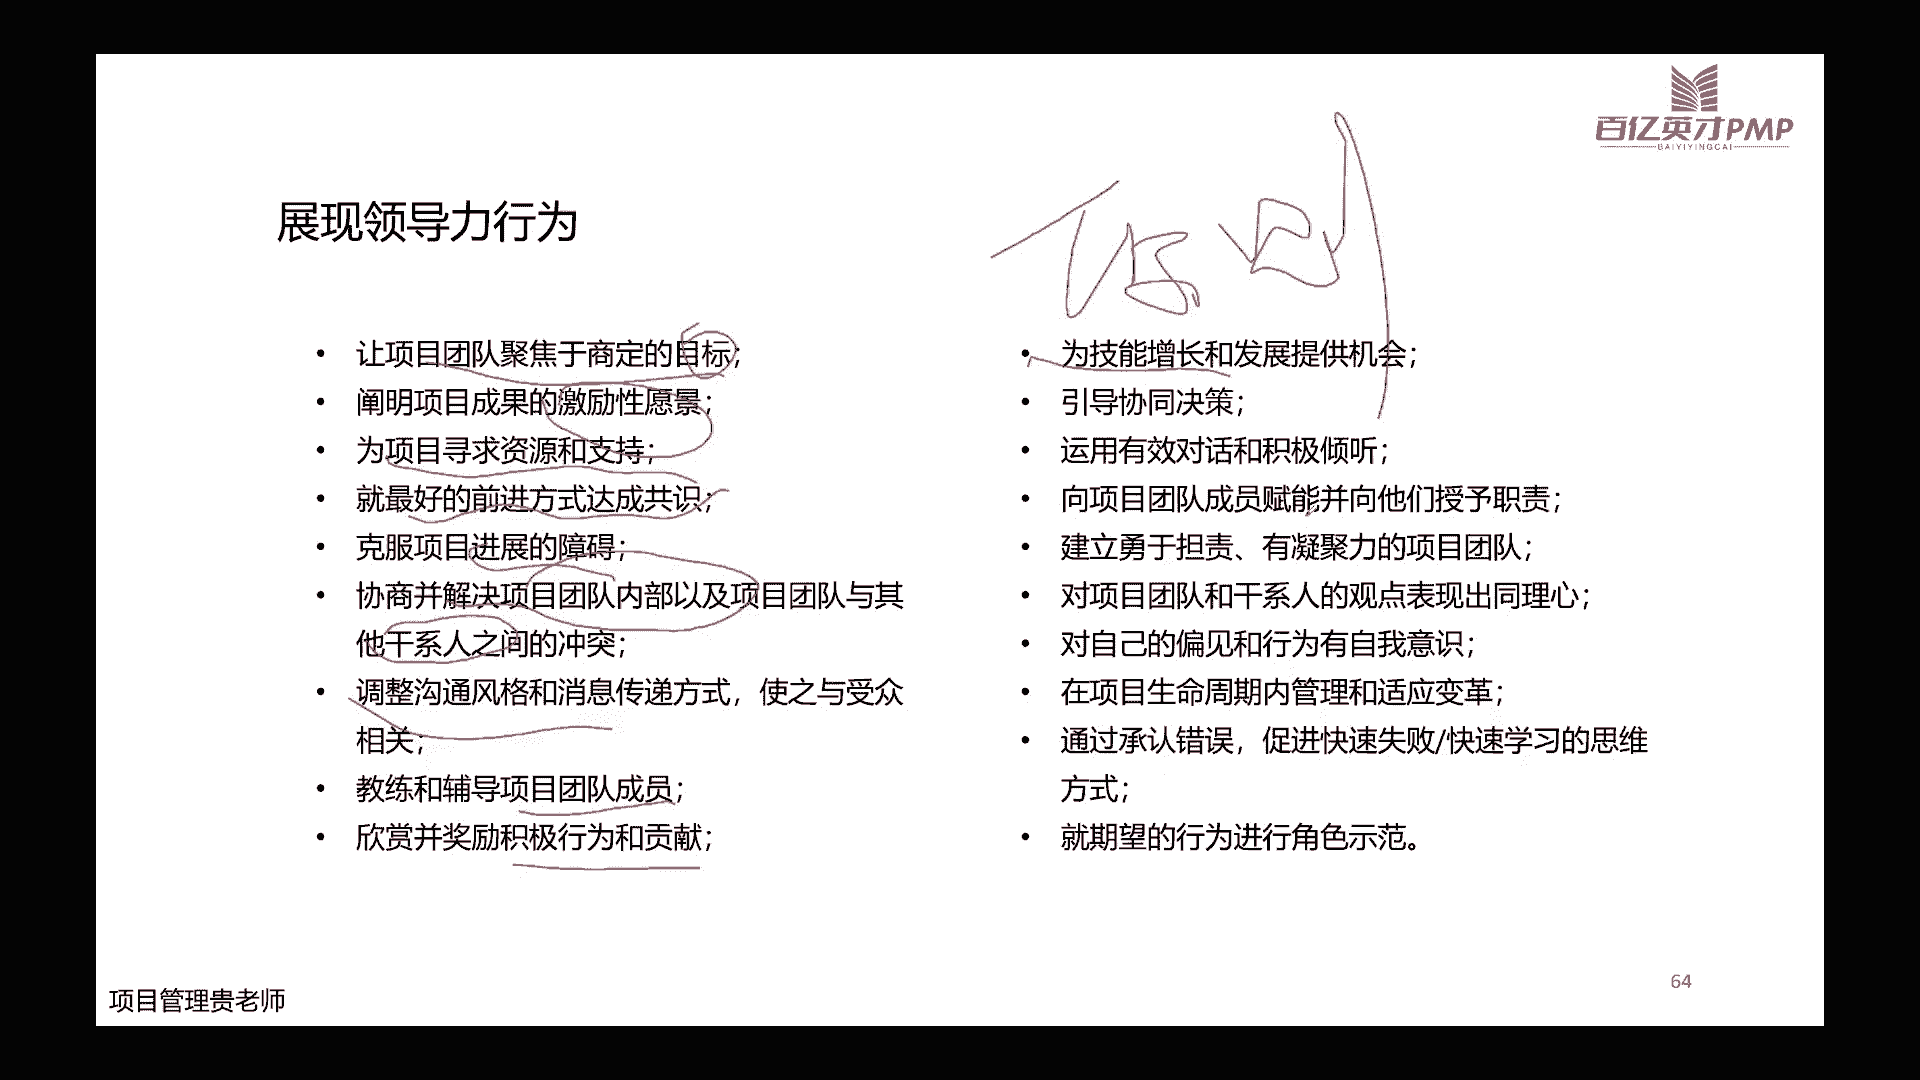 百亿英才PMP
BAIYIYINGCAI
展现领导力行为
• 让项目团队聚焦于商定的目标；
• 阐明项目成果的激励性愿景；
• 为项目寻求资源和支持；
• 就最好的前进方式达成共识；
• 克服项目进展的障碍；
• 协商并解决项目团队内部以及项目团队与其
他干系人之间的冲突；
• 调整沟通风格和消息传递方式，使之与受众
相关；
• 教练和辅导项目团队成员；
• 欣赏并奖励积极行为和贡献；
• 为技能增长和发展提供机会；
• 引导协同决策；
• 运用有效对话和积极倾听；
• 向项目团队成员赋能并向他们授予职责；
• 建立勇于担责、有凝聚力的项目团队；
• 对项目团队和干系人的观点表现出同理心；
• 对自己的偏见和行为有自我意识；
• 在项目生命周期内管理和适应变革；
• 通过承认错误，促进快速失败/快速学习的思维
方式；
• 就期望的行为进行角色示范。
64
项目管理贵老师